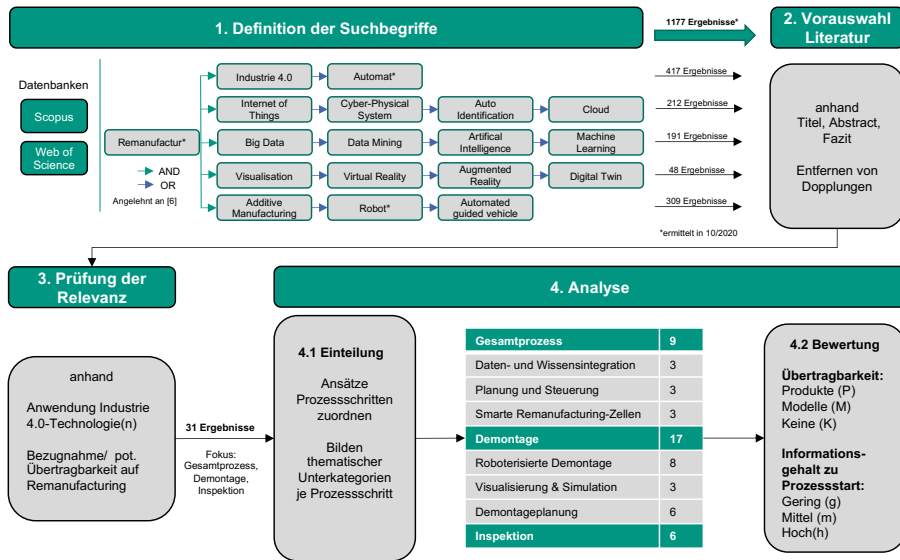 1. Definition der Suchbegriffe
1177 Ergebnisse*
2. Vorauswahl
Literatur
Datenbanken
Scopus
Web of
Science
Remanufactur*
AND
OR
Angelehnt an [6]
Industrie 4.0
Automat*
417 Ergebnisse
Internet of
Things
Cyber-Physical
System
Auto
Identification
Cloud
212 Ergebnisse
Big Data
Data Mining
Artifical
Intelligence
Machine
Learning
191 Ergebnisse
Visualisation
Virtual Reality
Augmented
Reality
Digital Twin
48 Ergebnisse
Additive
Manufacturing
Robot*
Automated
guided vehicle
309 Ergebnisse
*ermittelt in 10/2020
anhand
Titel, Abstract,
Fazit
Entfernen von
Dopplungen
3. Prüfung der
Relevanz
4. Analyse
anhand
Anwendung Industrie
4.0-Technologie(n)
Bezugnahme/ pot.
Übertragbarkeit auf
Remanufacturing
31 Ergebnisse
Fokus:
Gesamtprozess,
Demontage,
Inspektion
4.1 Einteilung
Ansätze
Prozessschritten
zuordnen
Bilden
thematischer
Unterkategorien
je Prozessschritt
Gesamtprozess 9
Daten- und Wissensintegration 3
Planung und Steuerung 3
Smarte Remanufacturing-Zellen 3
Demontage 17
Roboterisierte Demontage 8
Visualisierung & Simulation 3
Demontageplanung 6
Inspektion 6
4.2 Bewertung
Übertragbarkeit:
Produkte (P)
Modelle (M)
Keine (K)
Informations-
gehalt zu
Prozessstart:
Gering (g)
Mittel (m)
Hoch(h)